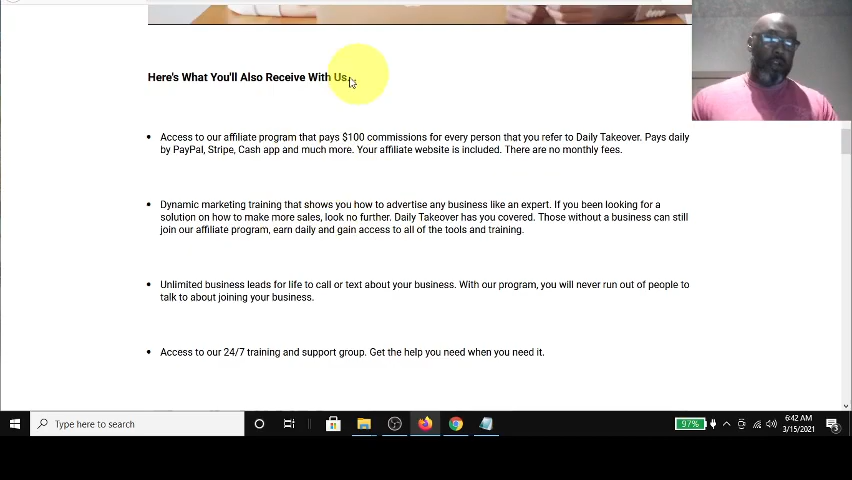 Here's What You'll Also Receive With Us.
Access to our affiliate program that pays $100 commissions for every person that you refer to Daily Takeover. Pays daily
by PayPal, Stripe, Cash app and much more. Your affiliate website is included. There are no monthly fees.
Dynamic marketing training that shows you how to advertise any business like an expert. If you been looking for a
solution on how to make more sales, look no further. Daily Takeover has you covered. Those without a business can still
join our affiliate program, earn daily and gain access to all of the tools and training.
Unlimited business leads for life to call or text about your business. With our program, you will never run out of people to
talk to about joining your business.
Access to our 24/7 training and support group. Get the help you need when you need it.
Type here to search
97%
6:42 AM
3/15/2021
3